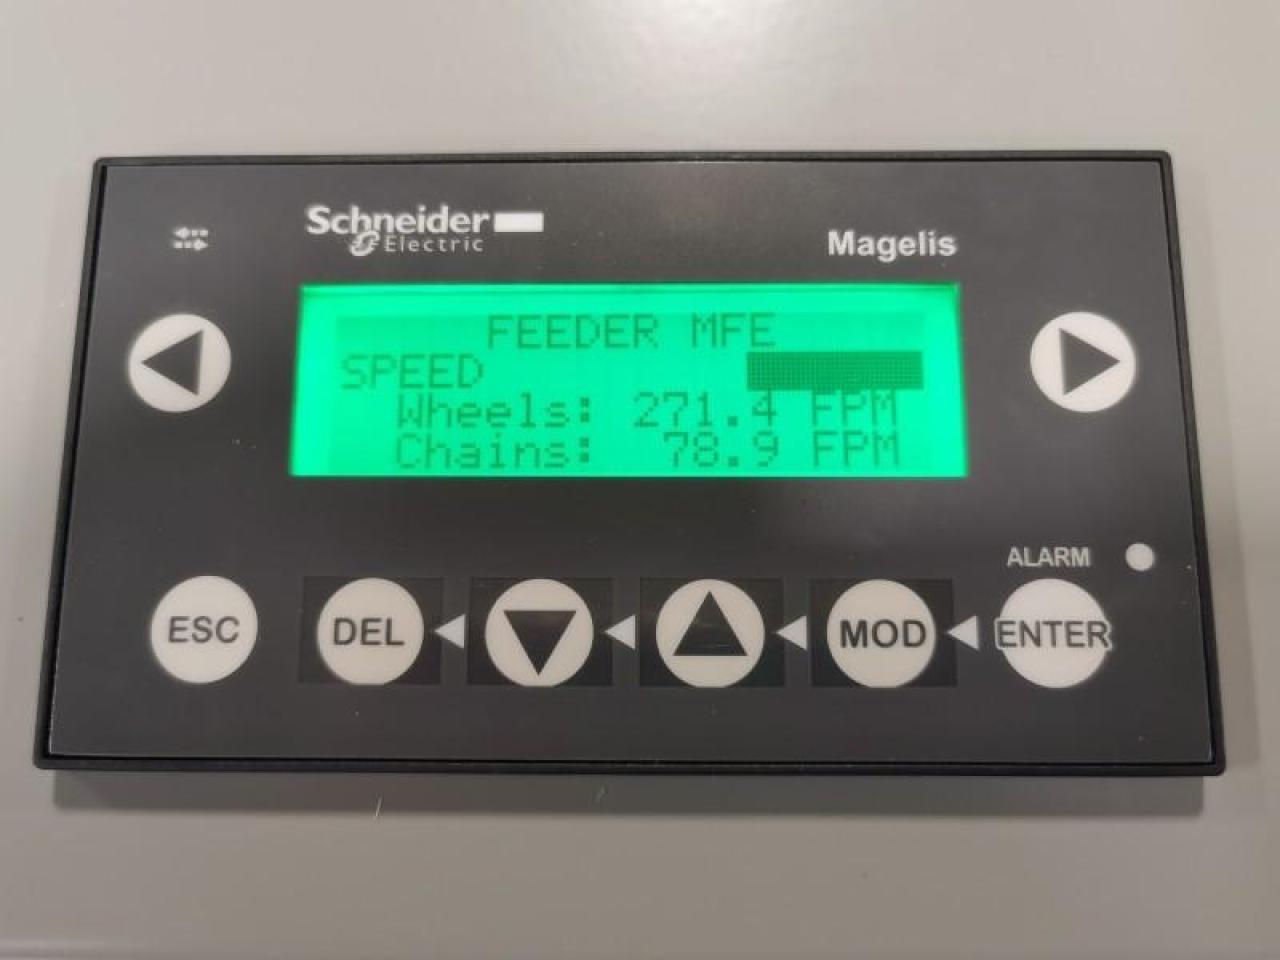 Schneider
Electric
Magelis
FEEDER MFE
SPEED
Wheels: 271.4 FPM
Chains: 78.9 FPM
ALARM
ESC
DEL
MOD
ENTER